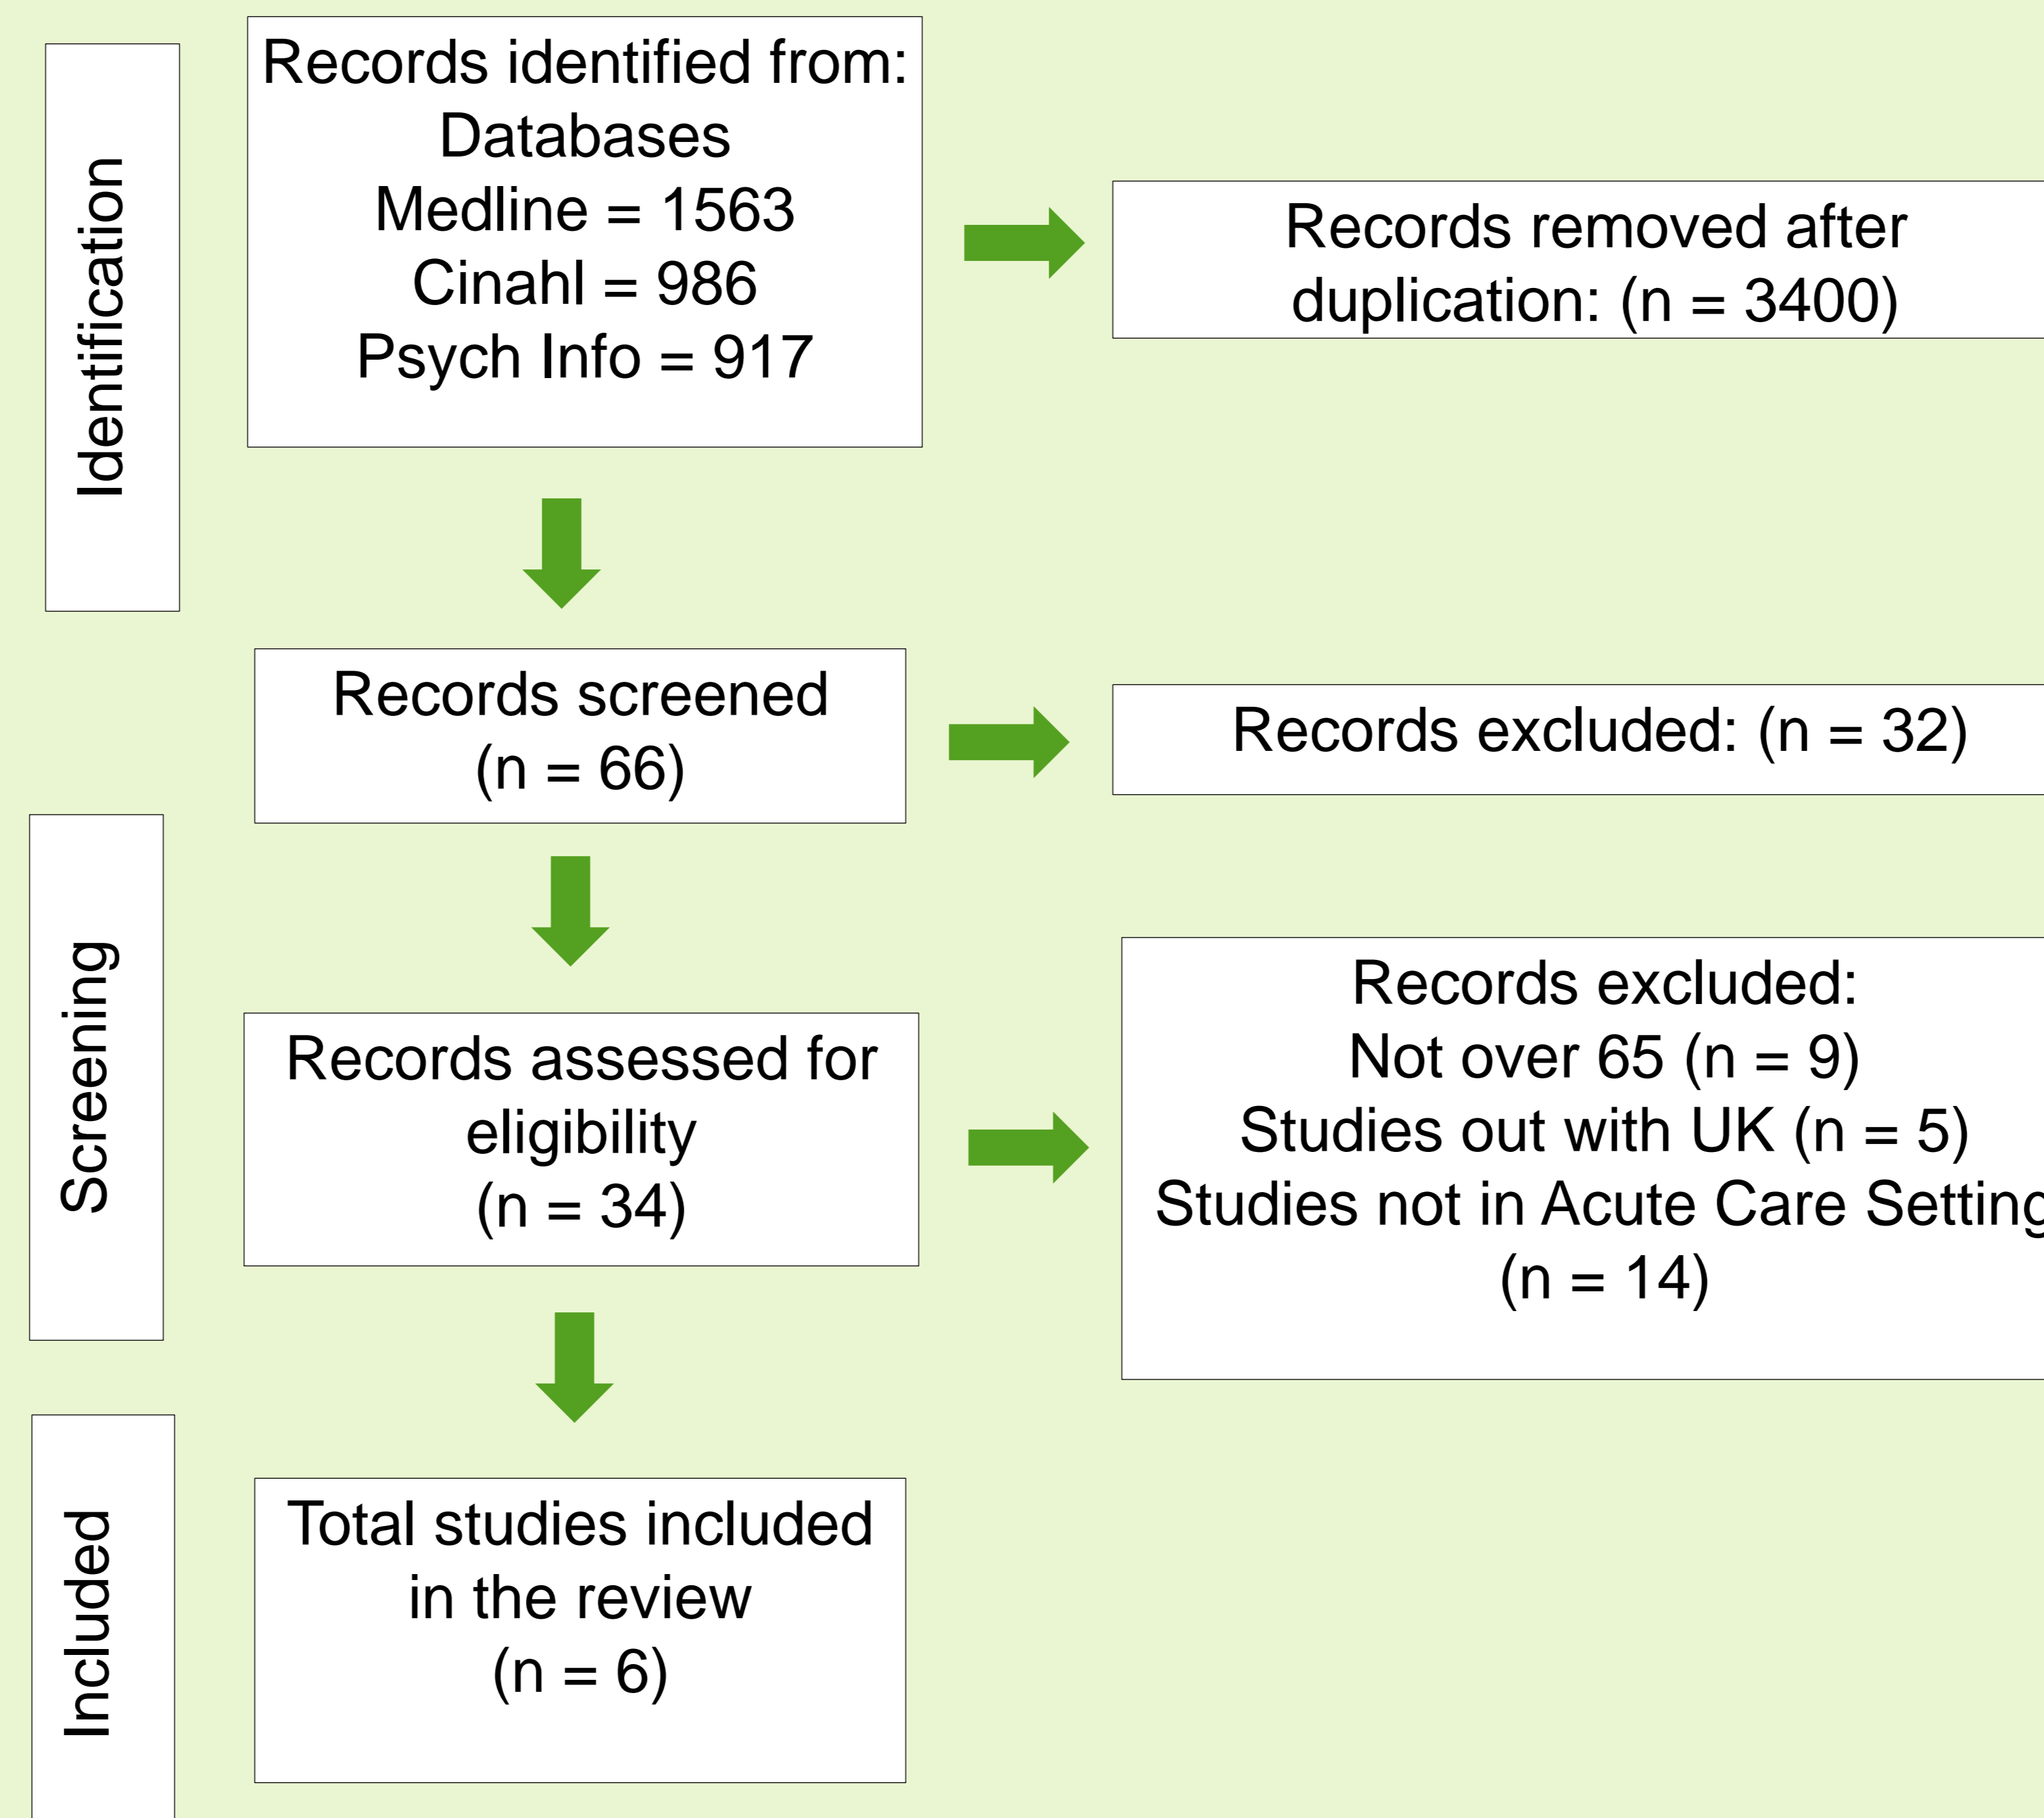 Identification
Records identified from:
Databases
Medline = 1563
Cinahl = 986
Psych Info = 917
Records removed after
duplication: (n = 3400)
Records screened
(n = 66)
Records excluded: (n = 32)
Screening
Records assessed for
eligibility
(n = 34)
Records excluded:
Not over 65 (n = 9)
Studies out with UK (n = 5)
Studies not in Acute Care Setting
(n = 14)
Included
Total studies included
in the review
(n = 6)